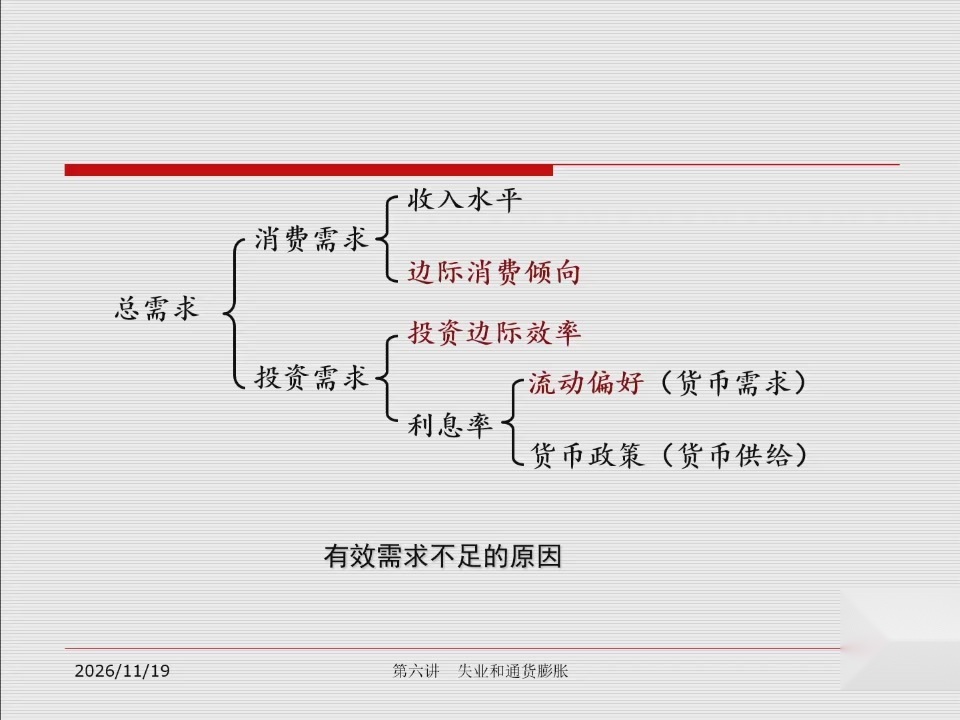 收入水平
消费需求
边际消费倾向
总需求
投资边际效率
投资需求
流动偏好（货币需求）
利息率
货币政策（货币供给）
有效需求不足的原因
2026/11/19
第六讲 失业和通货膨胀